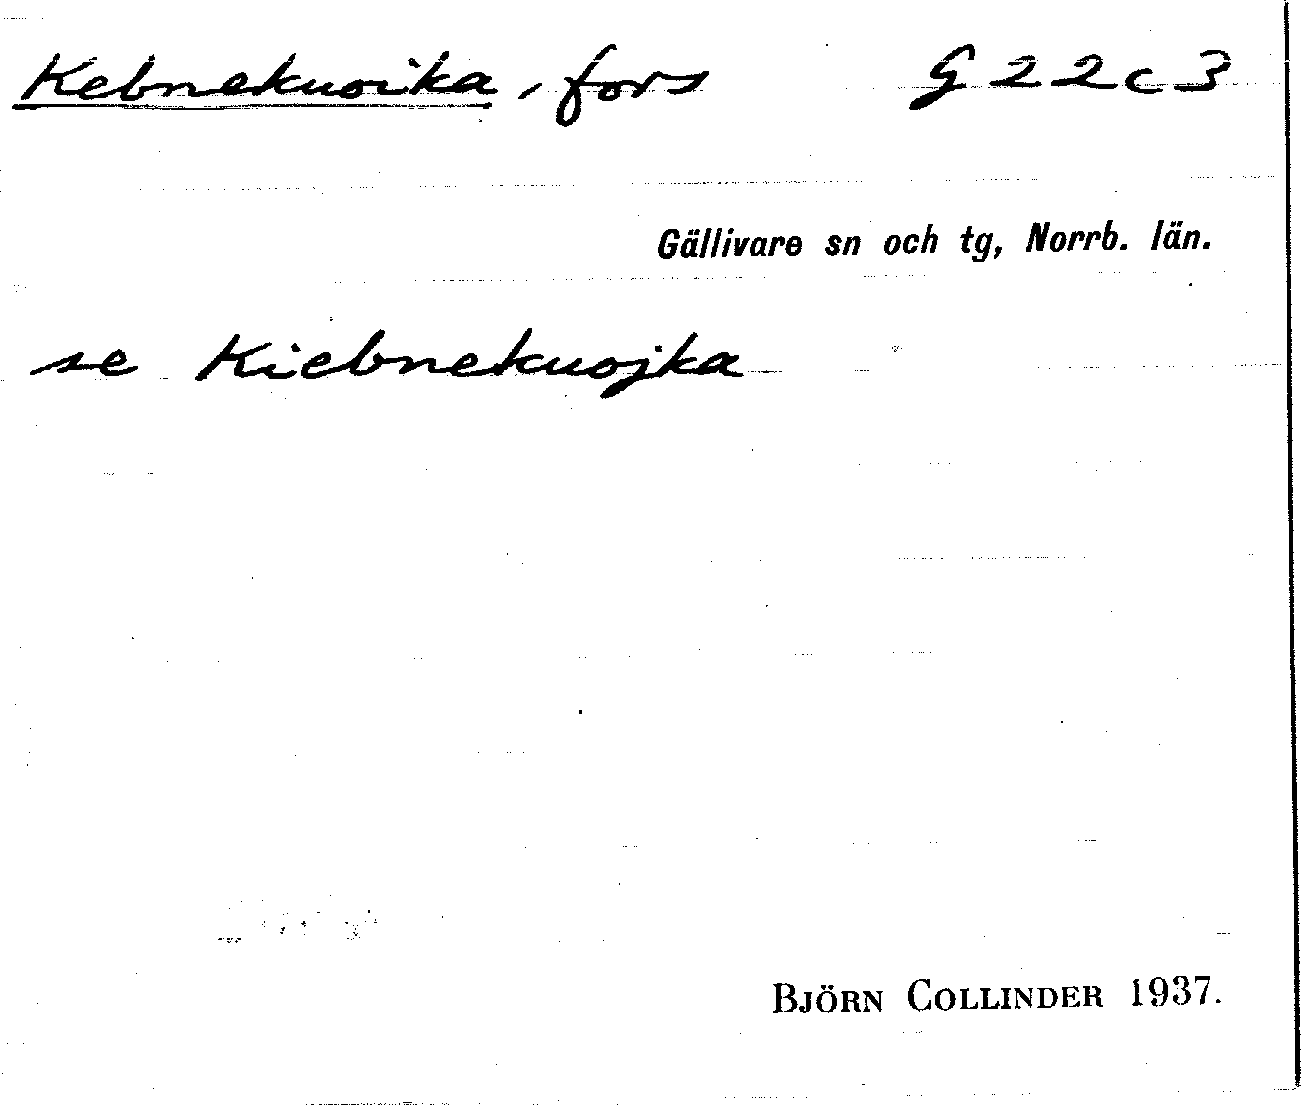 Kebnekuoika, fors G 22 c 3
Gällivare sn och tg, Norrb. län.
se Kiebnekuojka
BJÖRN COLLINDER 1937.